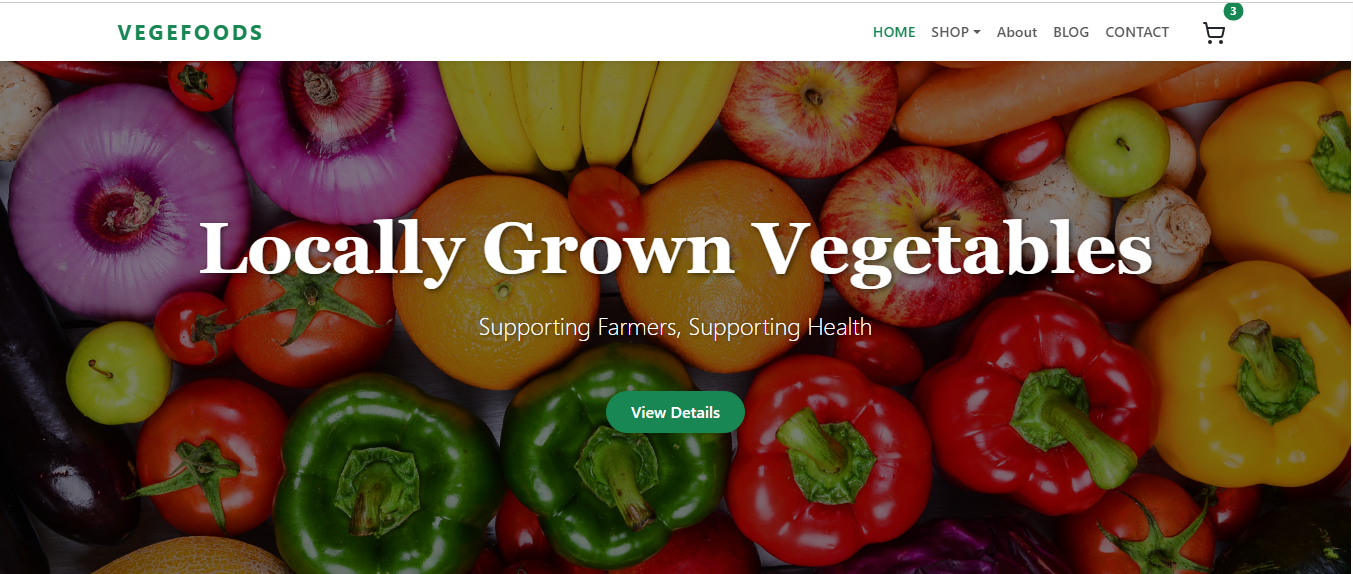 VEGEFOODS
HOME SHOP About BLOG CONTACT 3
Locally Grown Vegetables
Supporting Farmers, Supporting Health
View Details